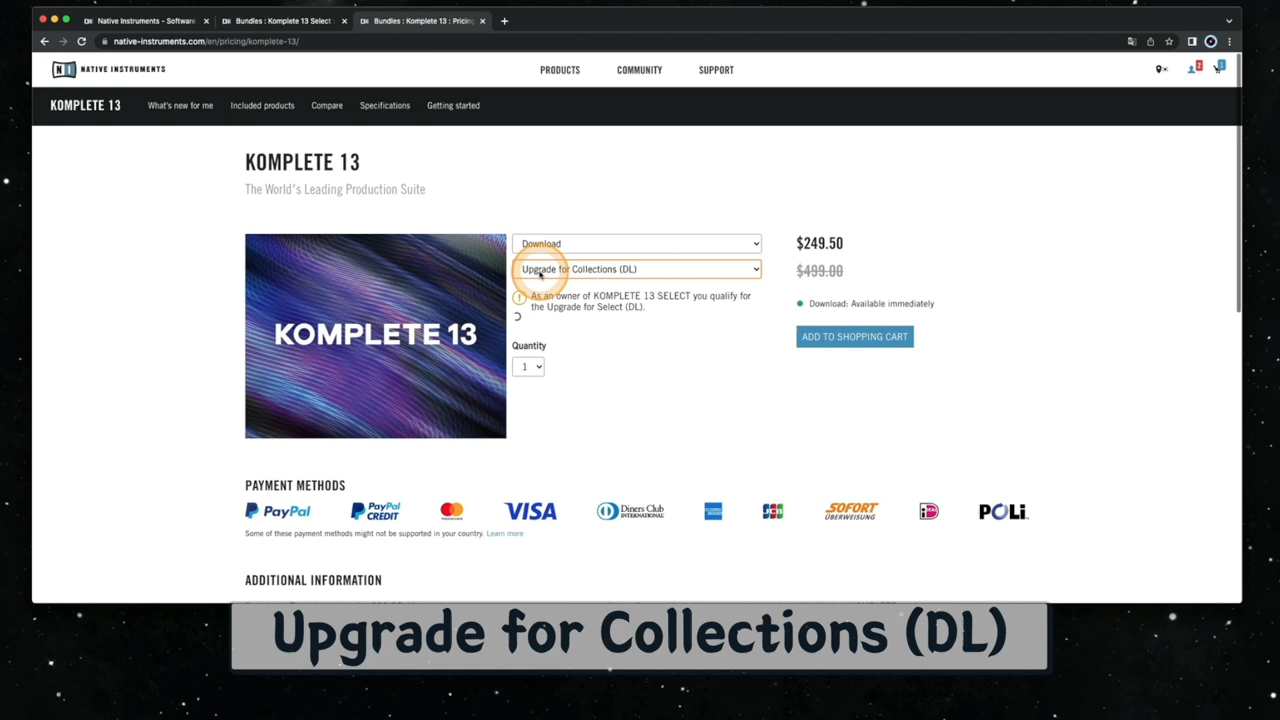 Native Instruments - Software
Bundles : Komplete 13 Select :
Bundles : Komplete 13 : Pricing
native-instruments.com/en/pricing/komplete-13/
NI NATIVE INSTRUMENTS
PRODUCTS
COMMUNITY
SUPPORT
2
1
KOMPLETE 13
What's new for me
Included products
Compare
Specifications
Getting started
KOMPLETE 13
The World's Leading Production Suite
KOMPLETE 13
Download
Upgrade for Collections (DL)
As an owner of KOMPLETE 13 SELECT you qualify for
the Upgrade for Select (DL).
Quantity
1
$249.50
$499.00
Download: Available immediately
ADD TO SHOPPING CART
PAYMENT METHODS
PayPal
PayPal
CREDIT
mastercard
VISA
Diners Club
INTERNATIONAL
JCB
SOFORT
ÜBERWEISUNG
POLi
Some of these payment methods might not be supported in your country. Learn more
ADDITIONAL INFORMATION
Upgrade for Collections (DL)